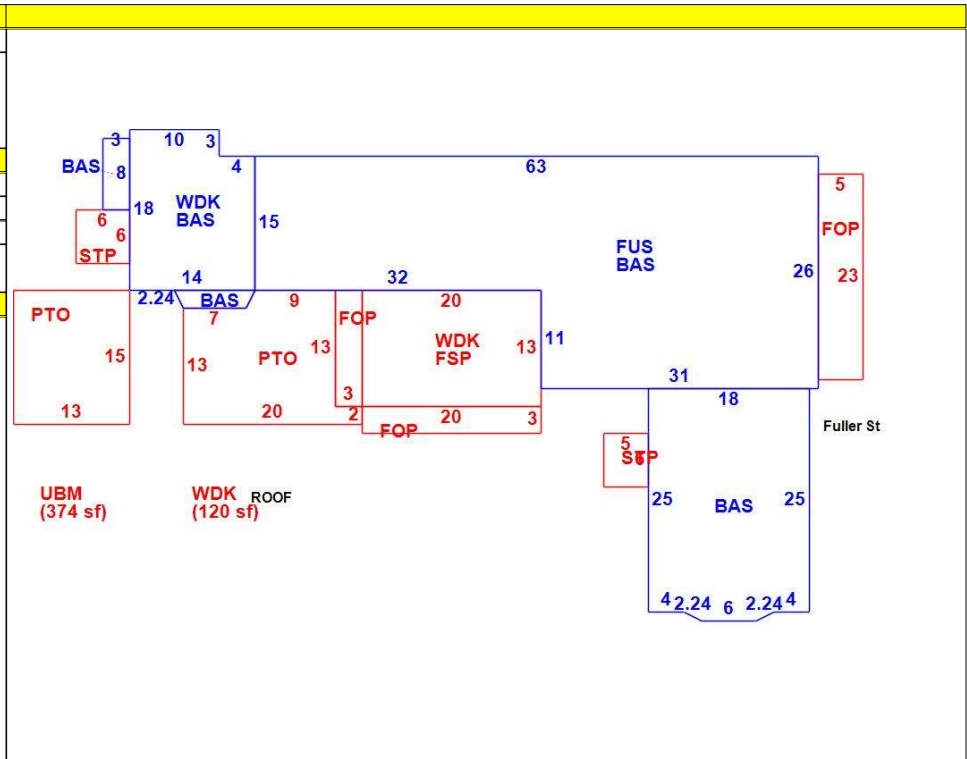 3 10 3
BAS 8 4 63
18 WDK
BAS 15
5
6 6
STP
FUS
BAS
FOP
26 23
14 32
2.24 BAS 9 20
PTO 7 FOP
15 13 PTO 13 WDK
FSP 13 11
3 31
13 20 2 20 3 18
FOP
Fuller St
5
STP 6
UBM
(374 sf)
WDK ROOF
(120 sf)
25 BAS 25
4 2.24 6 2.24 4